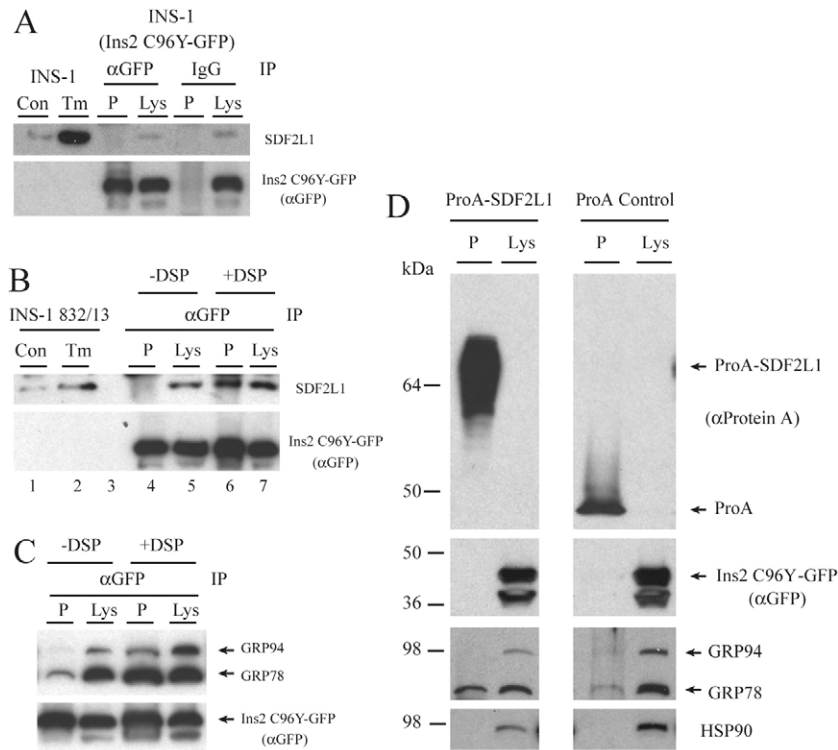 A
INS-1
(Ins2 C96Y-GFP)
INS-1 αGFP IgG IP
Con Tm P Lys P Lys
SDF2L1
Ins2 C96Y-GFP
(αGFP)
B
-DSP +DSP
INS-1 832/13 αGFP IP
Con Tm P Lys P Lys
SDF2L1
Ins2 C96Y-GFP
(αGFP)
1 2 3 4 5 6 7
C
-DSP +DSP
αGFP IP
P Lys P Lys
GRP94
GRP78
Ins2 C96Y-GFP
(αGFP)
D
ProA-SDF2L1 ProA Control
P Lys P Lys
kDa
ProA-SDF2L1
64
(αProtein A)
50
ProA
50
Ins2 C96Y-GFP
(αGFP)
36
98 GRP94
GRP78
98 HSP90